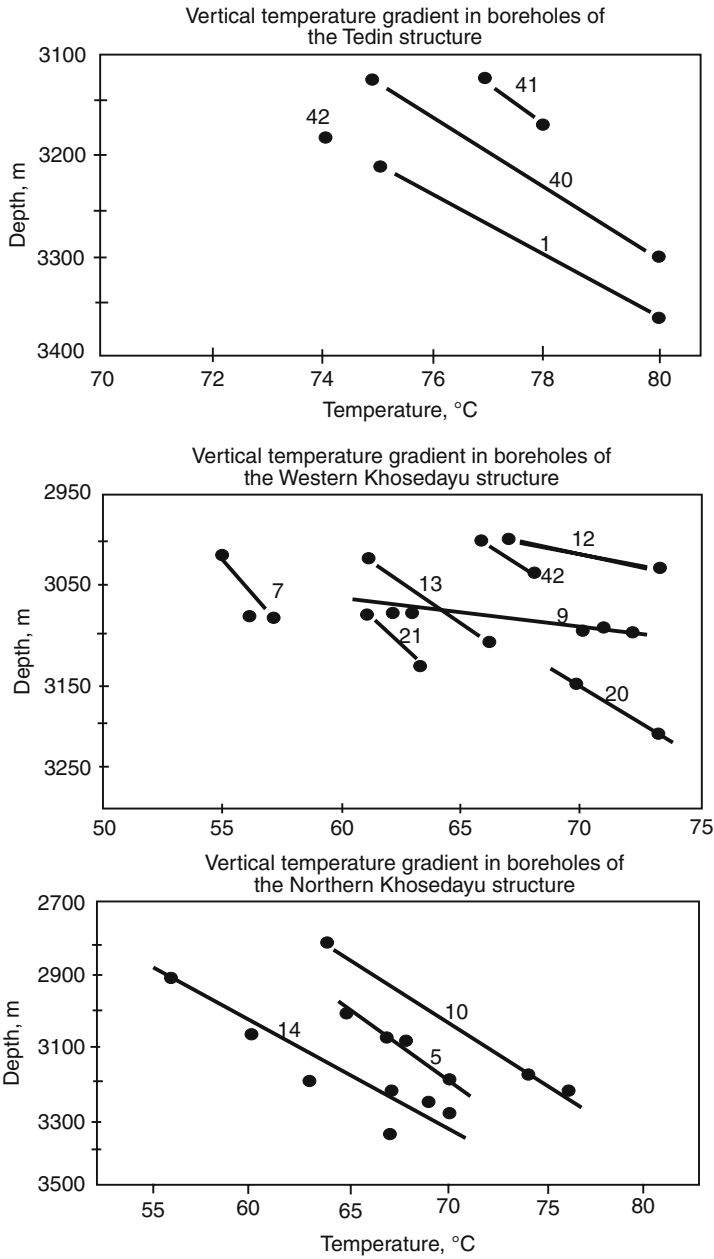 Vertical temperature gradient in boreholes of
the Tedin structure
3100
41
42
3200
40
1
3300
3400
Depth, m
70 72 74 76 78 80
Temperature, °C
Vertical temperature gradient in boreholes of
the Western Khosedayu structure
2950
12
42
3050
7
13
9
21
3150
20
3250
Depth, m
50 55 60 65 70 75
Vertical temperature gradient in boreholes of
the Northern Khosedayu structure
2700
2900
10
14
3100
5
3300
3500
Depth, m
55 60 65 70 75 80
Temperature, °C